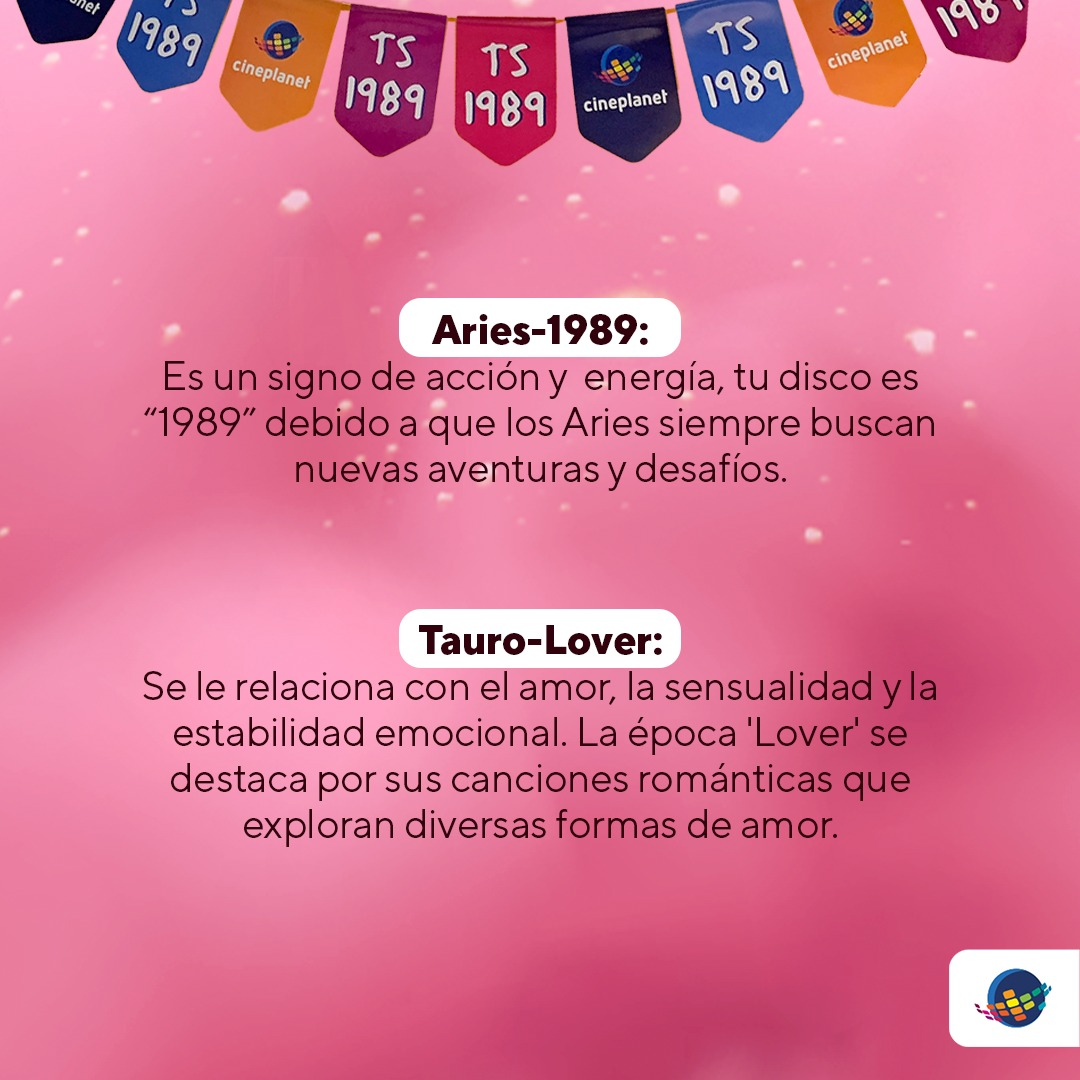 TS
1989
cineplanet
TS
1989
TS
1989
cineplanet
TS
1989
cineplanet
1989
Aries-1989:
Es un signo de acción y energía, tu disco es
“1989” debido a que los Aries siempre buscan
nuevas aventuras y desafíos.
Tauro-Lover:
Se le relaciona con el amor, la sensualidad y la
estabilidad emocional. La época 'Lover' se
destaca por sus canciones románticas que
exploran diversas formas de amor.